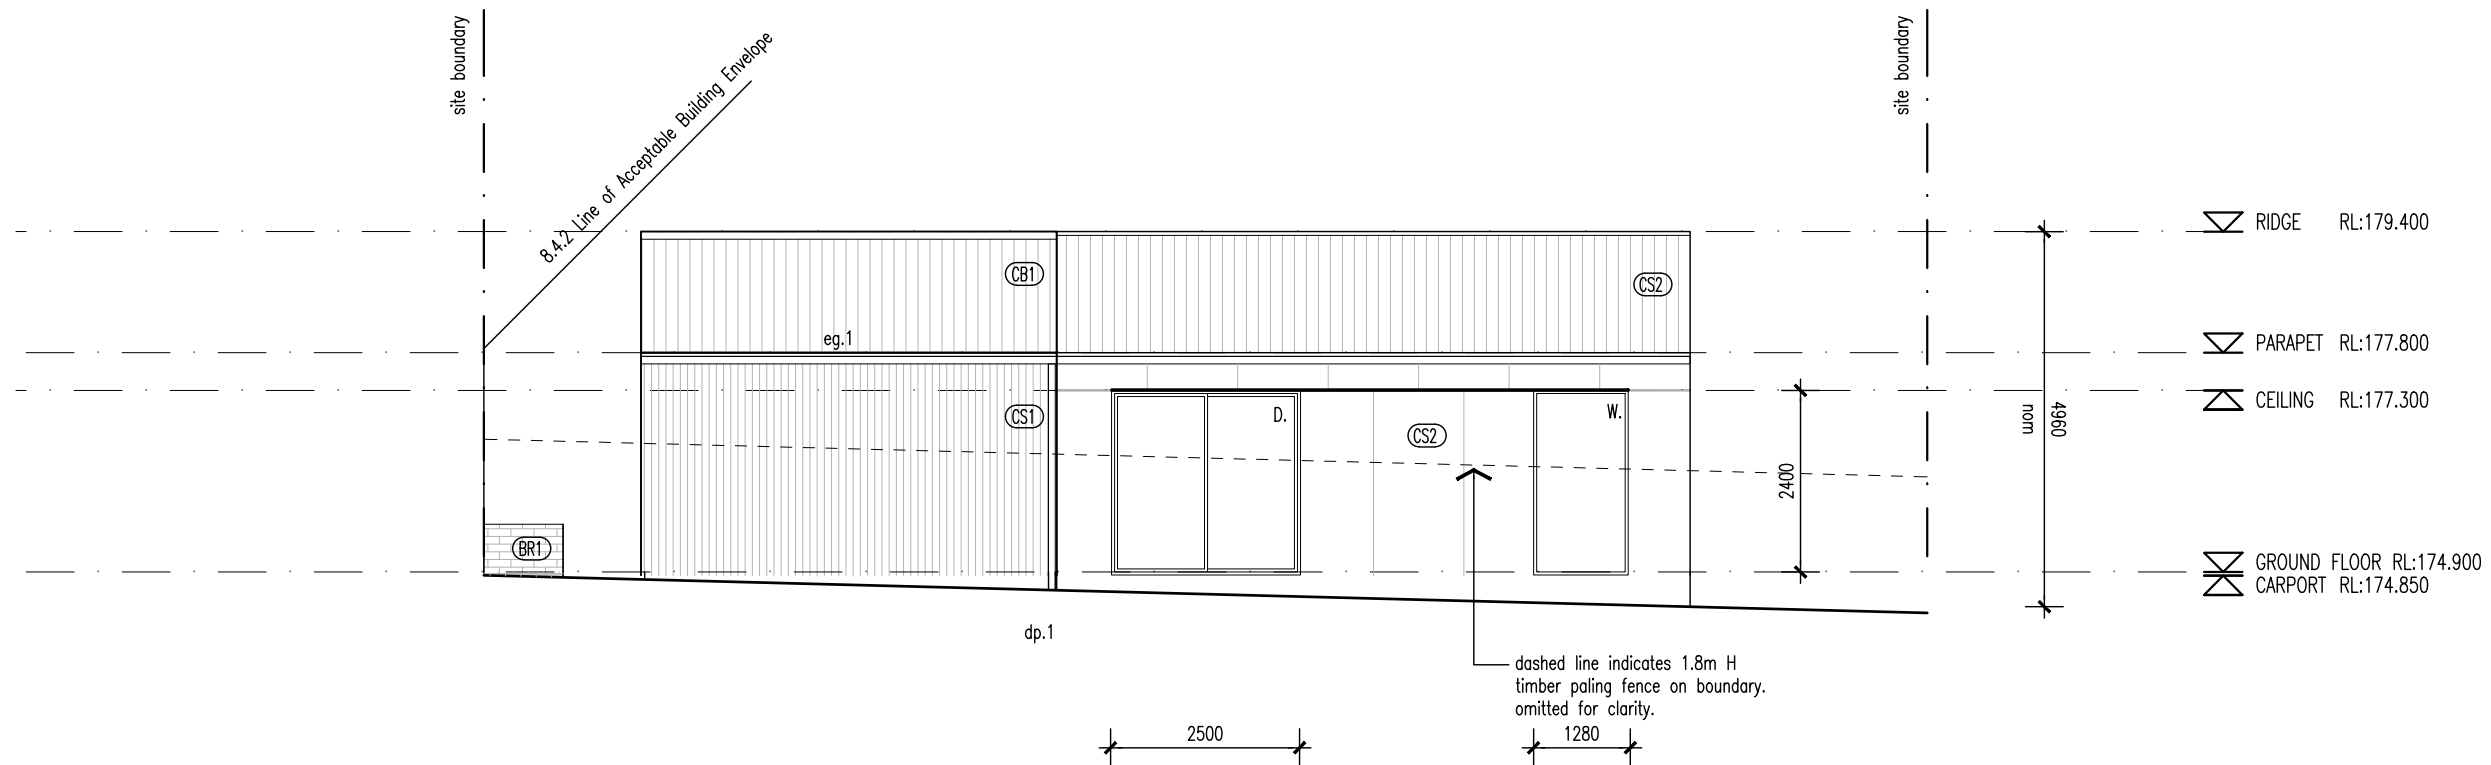 site boundary
8.4.2 Line of Acceptable Building Envelope
site boundary
RIDGE RL:179.400
CB1
CS2
eg.1
PARAPET RL:177.800
CEILING RL:177.300
CS1
D.
CS2
W.
2400
4960
nom
BR1
GROUND FLOOR RL:174.900
CARPORT RL:174.850
dp.1
dashed line indicates 1.8m H
timber paling fence on boundary.
omitted for clarity.
2500
1280